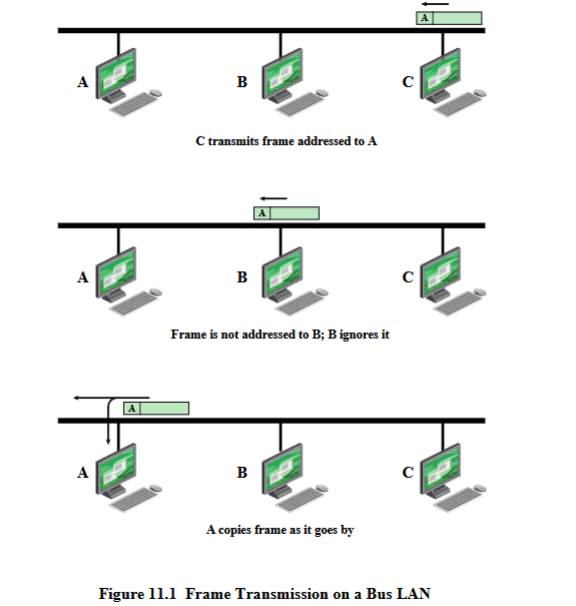 A
A
B
C
C transmits frame addressed to A
A
A
B
C
Frame is not addressed to B; B ignores it
A
A
B
C
A copies frame as it goes by
Figure 11.1 Frame Transmission on a Bus LAN